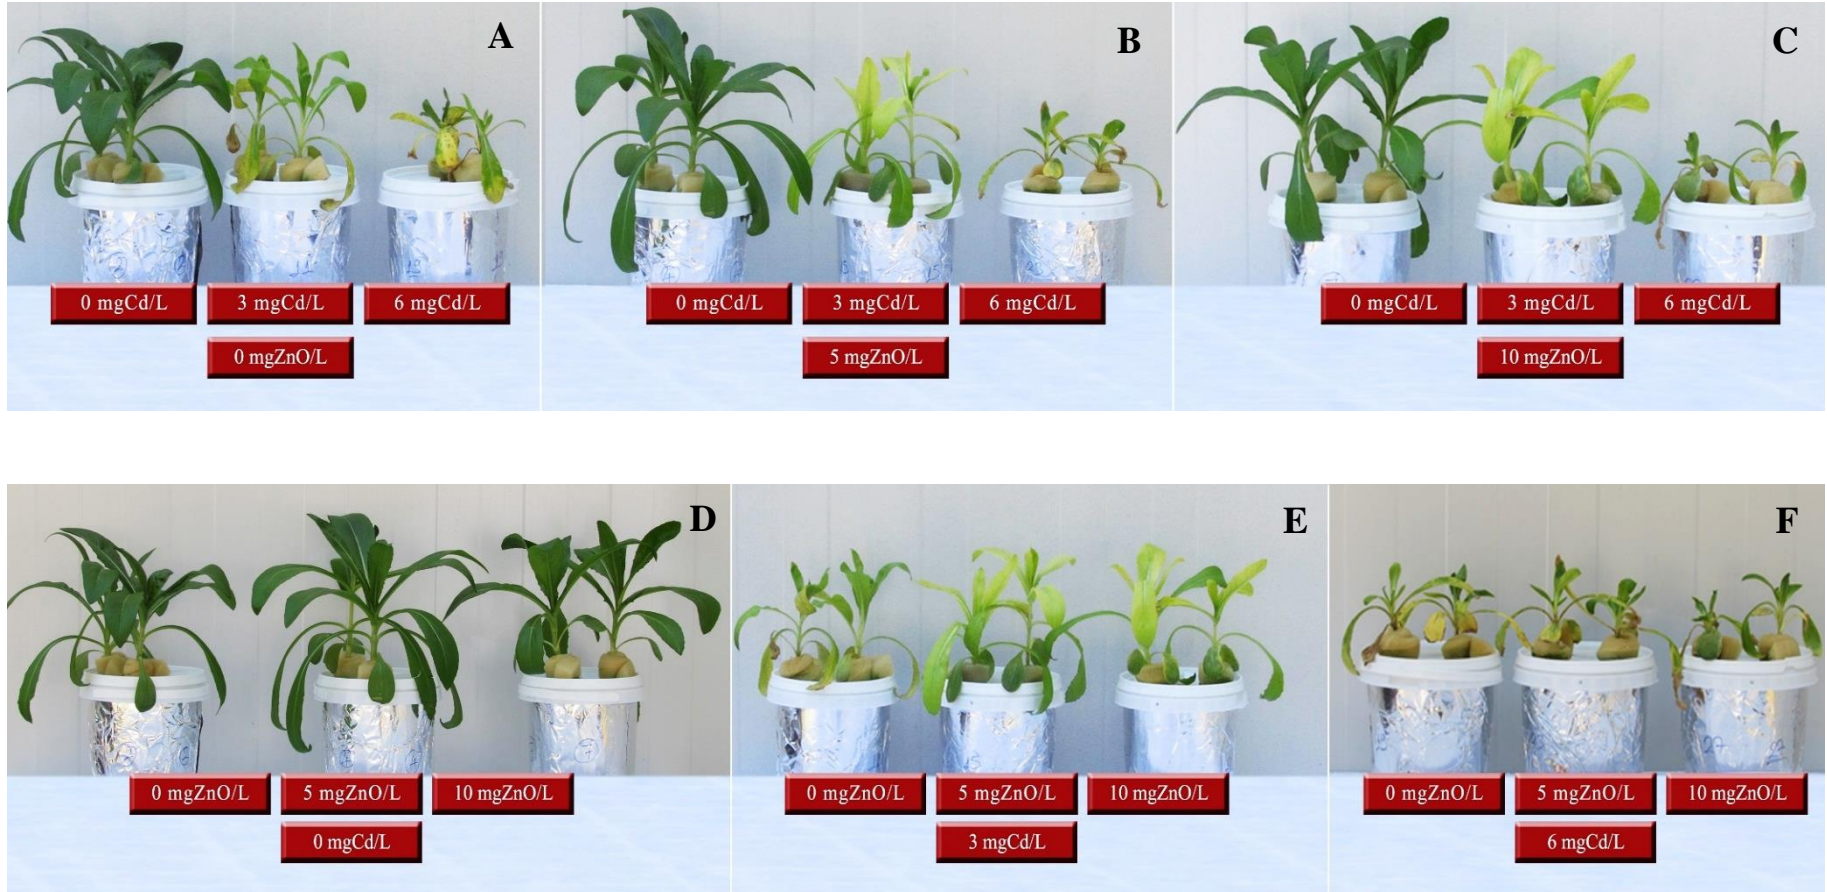 A
B
C
0 mgCd/L 3 mgCd/L 6 mgCd/L
0 mgCd/L 3 mgCd/L 6 mgCd/L
0 mgCd/L 3 mgCd/L 6 mgCd/L
0 mgZnO/L
5 mgZnO/L
10 mgZnO/L
D
E
F
0 mgZnO/L 5 mgZnO/L 10 mgZnO/L
0 mgZnO/L 5 mgZnO/L 10 mgZnO/L
0 mgZnO/L 5 mgZnO/L 10 mgZnO/L
0 mgCd/L
3 mgCd/L
6 mgCd/L